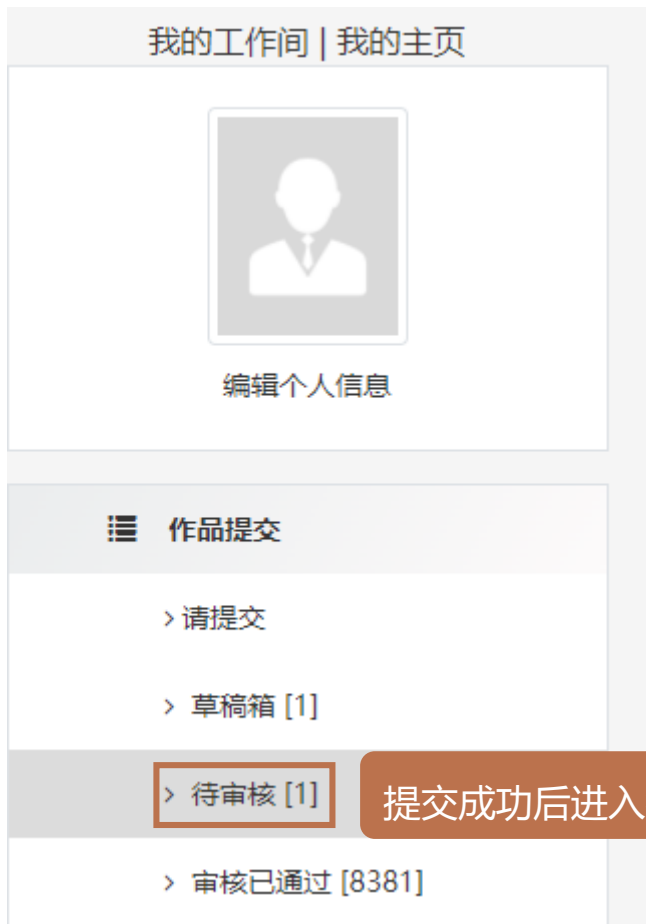 我的工作间 | 我的主页
编辑个人信息
作品提交
> 请提交
> 草稿箱 [1]
> 待审核 [1]
提交成功后进入
> 审核已通过 [8381]